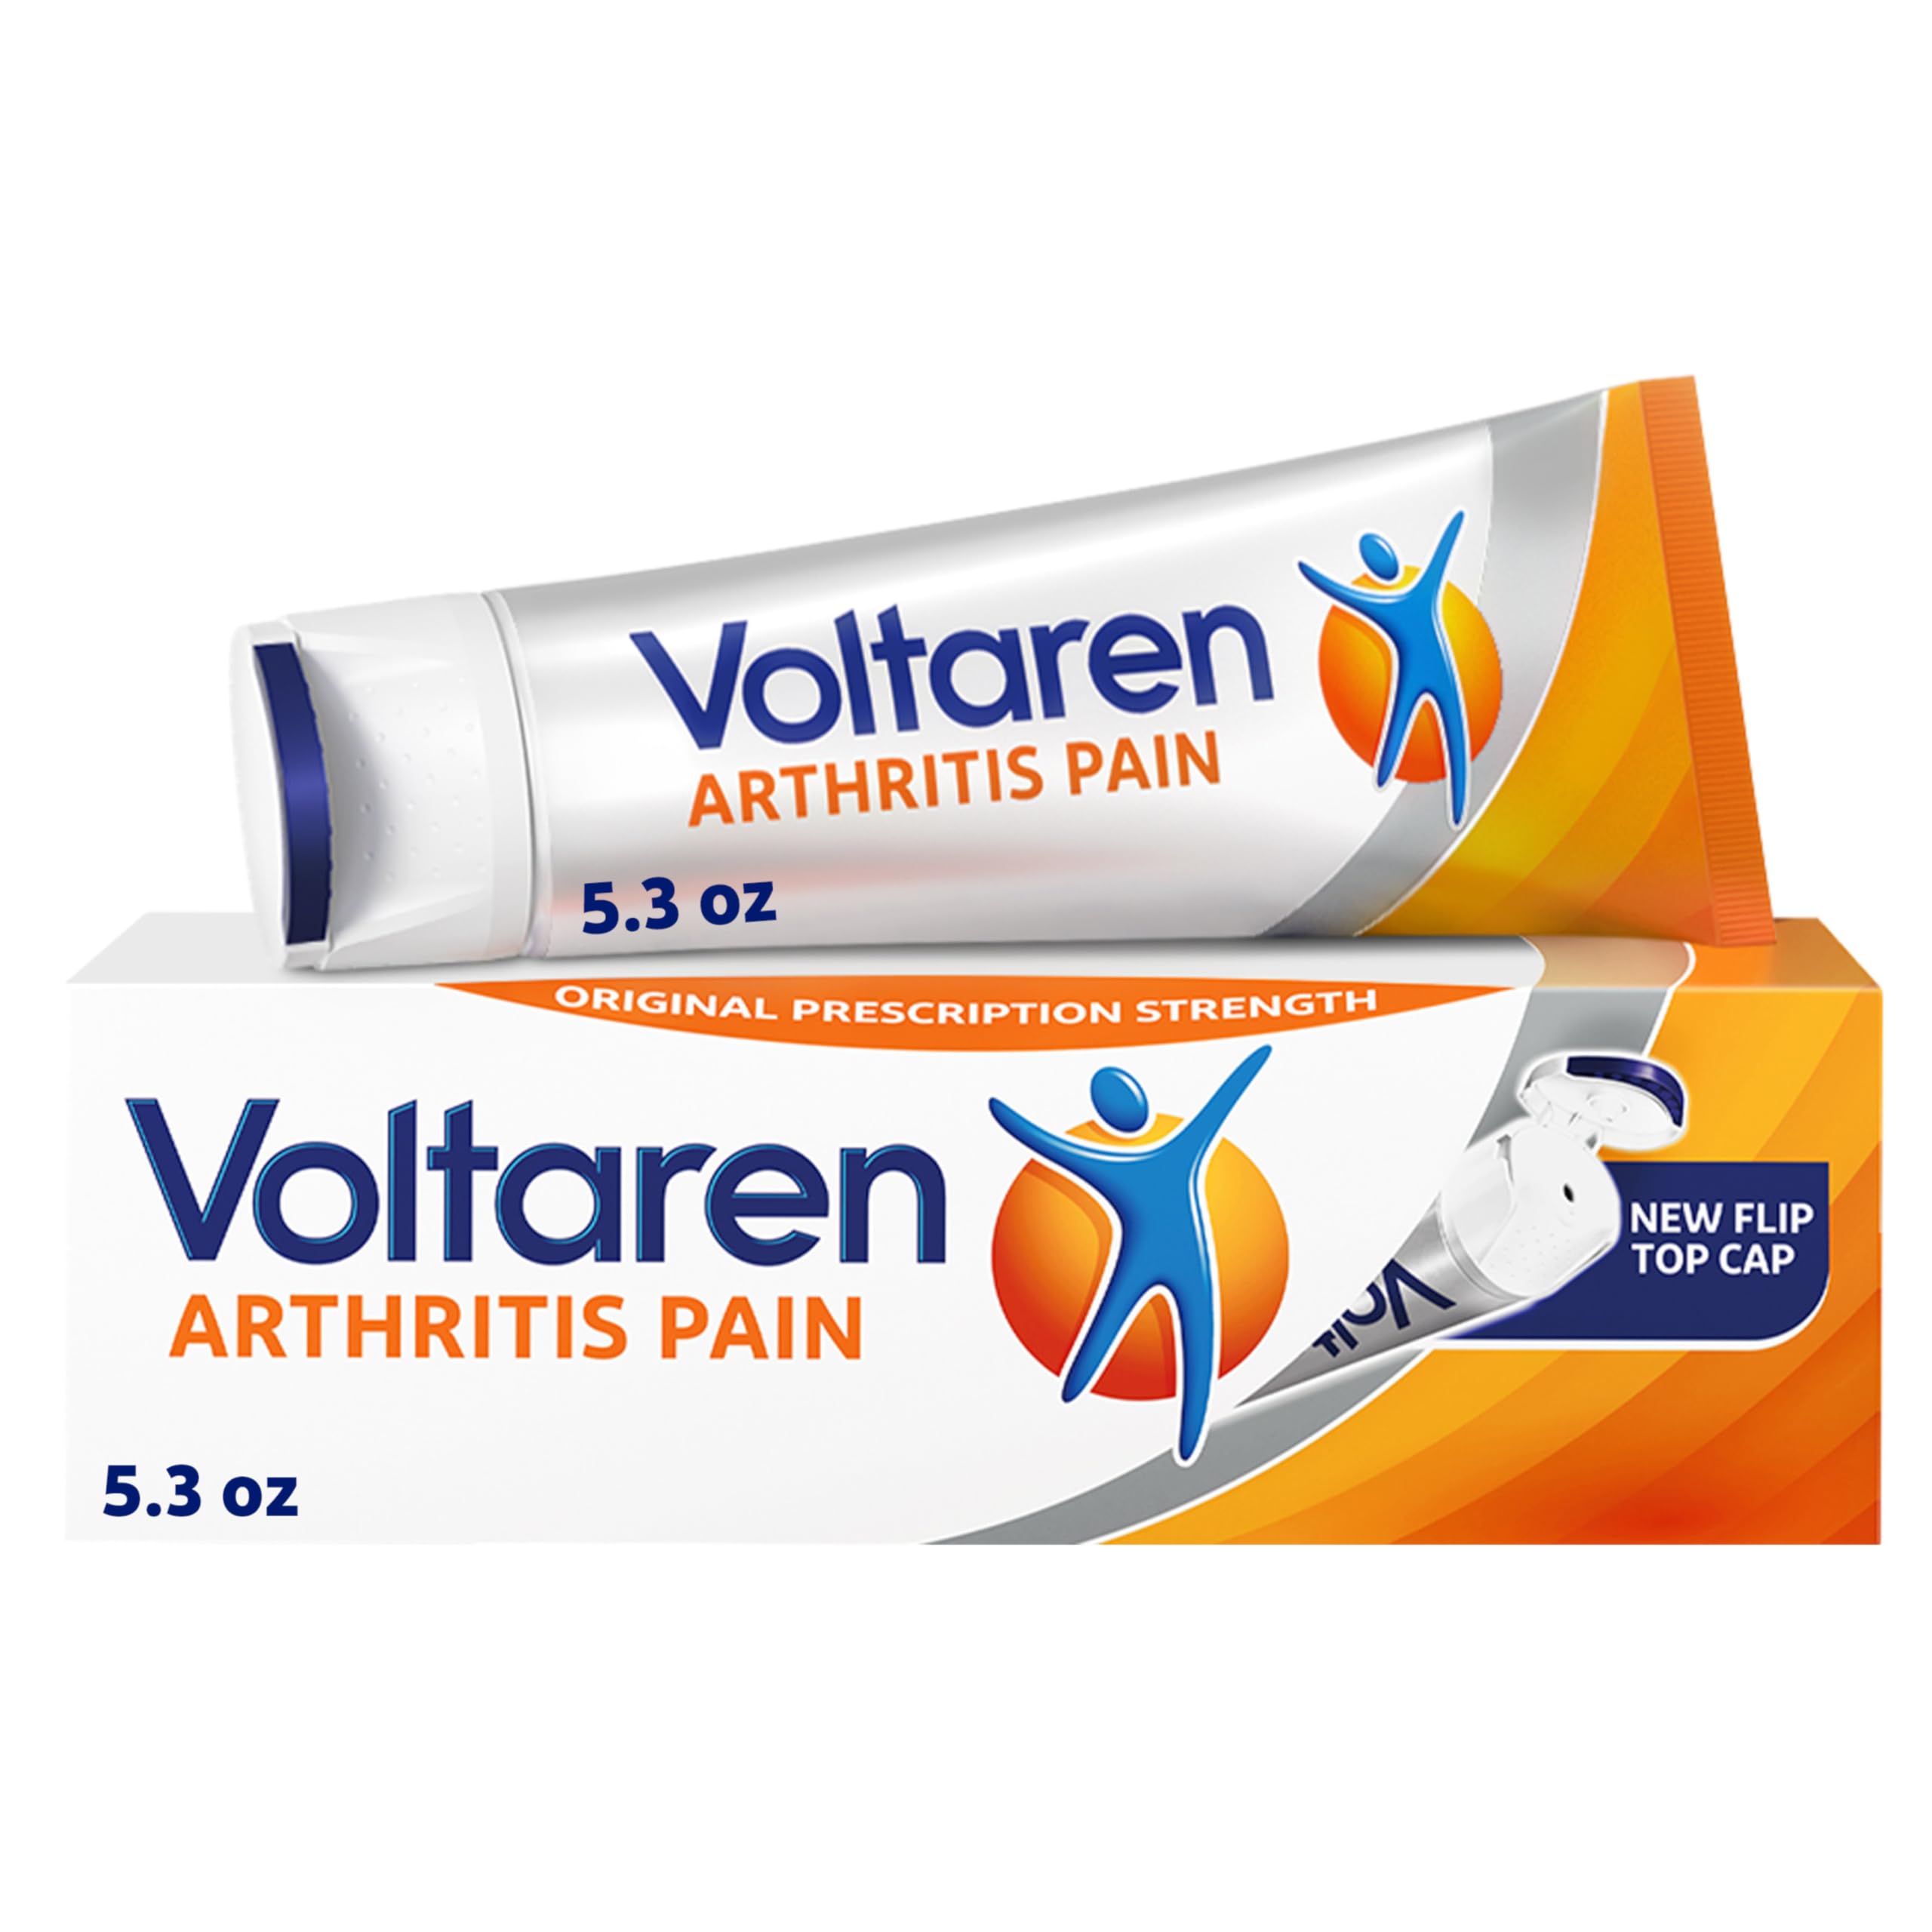 Voltaren
ARTHRITIS PAIN
5.3 oz
ORIGINAL PRESCRIPTION STRENGTH
Voltaren
ARTHRITIS PAIN
Volt
NEW FLIP
TOP CAP
5.3 oz